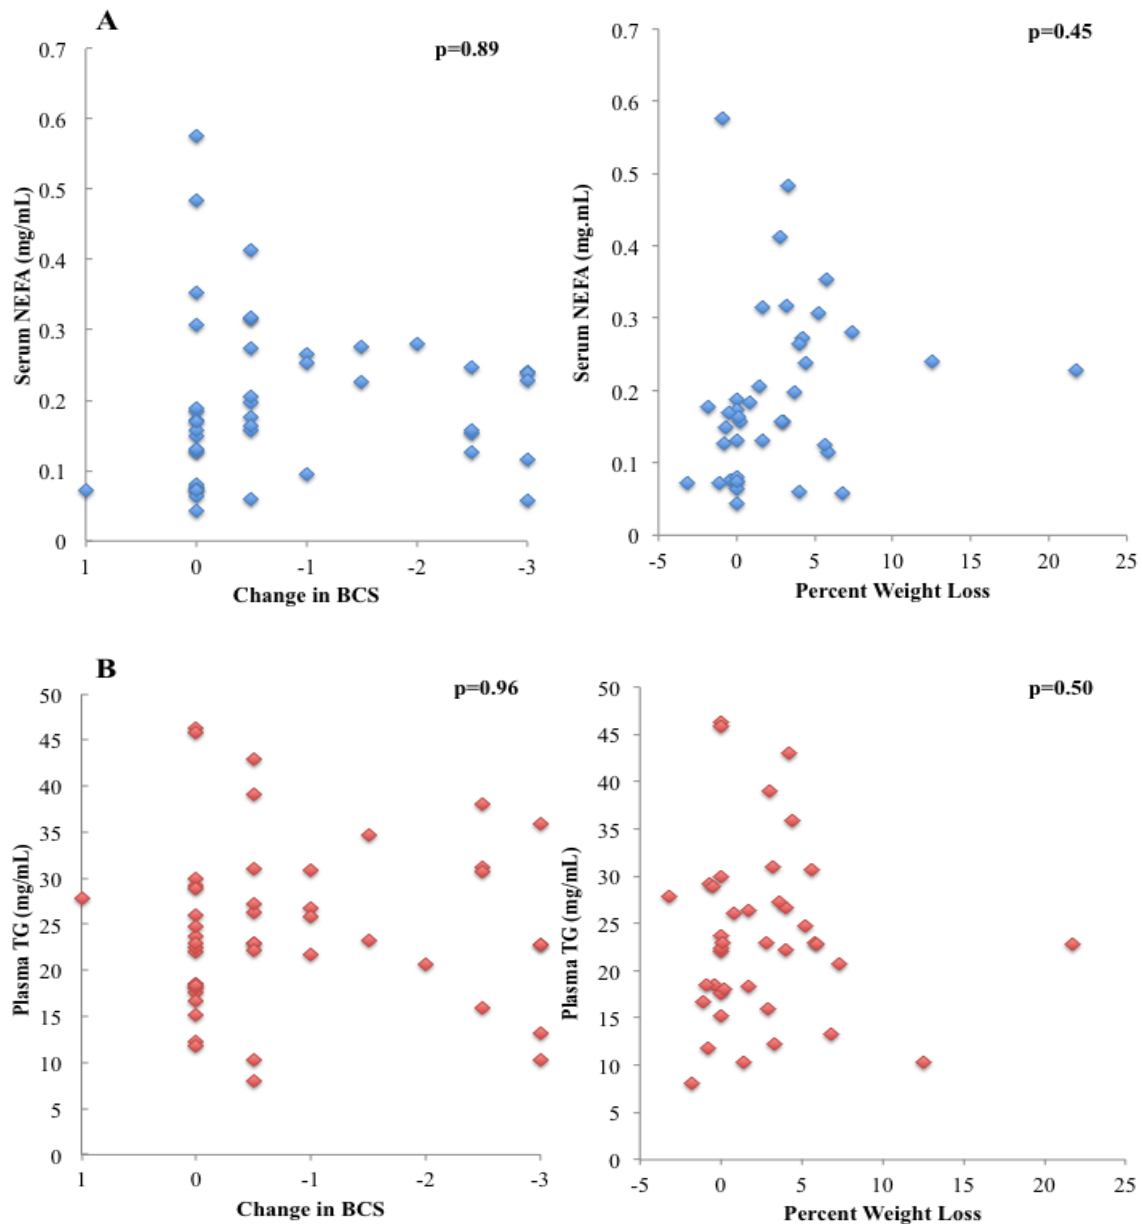 A
p=0.89
0.7
0.6
0.5
0.4
0.3
0.2
0.1
0
Serum NEFA (mg/mL)
1 0 -1 -2 -3
Change in BCS
p=0.45
0.7
0.6
0.5
0.4
0.3
0.2
0.1
0
Serum NEFA (mg.mL)
-5 0 5 10 15 20 25
Percent Weight Loss
B
p=0.96
50
45
40
35
30
25
20
15
10
5
0
Plasma TG (mg/mL)
1 0 -1 -2 -3
Change in BCS
p=0.50
50
45
40
35
30
25
20
15
10
5
0
Plasma TG (mg/mL)
-5 0 5 10 15 20 25
Percent Weight Loss